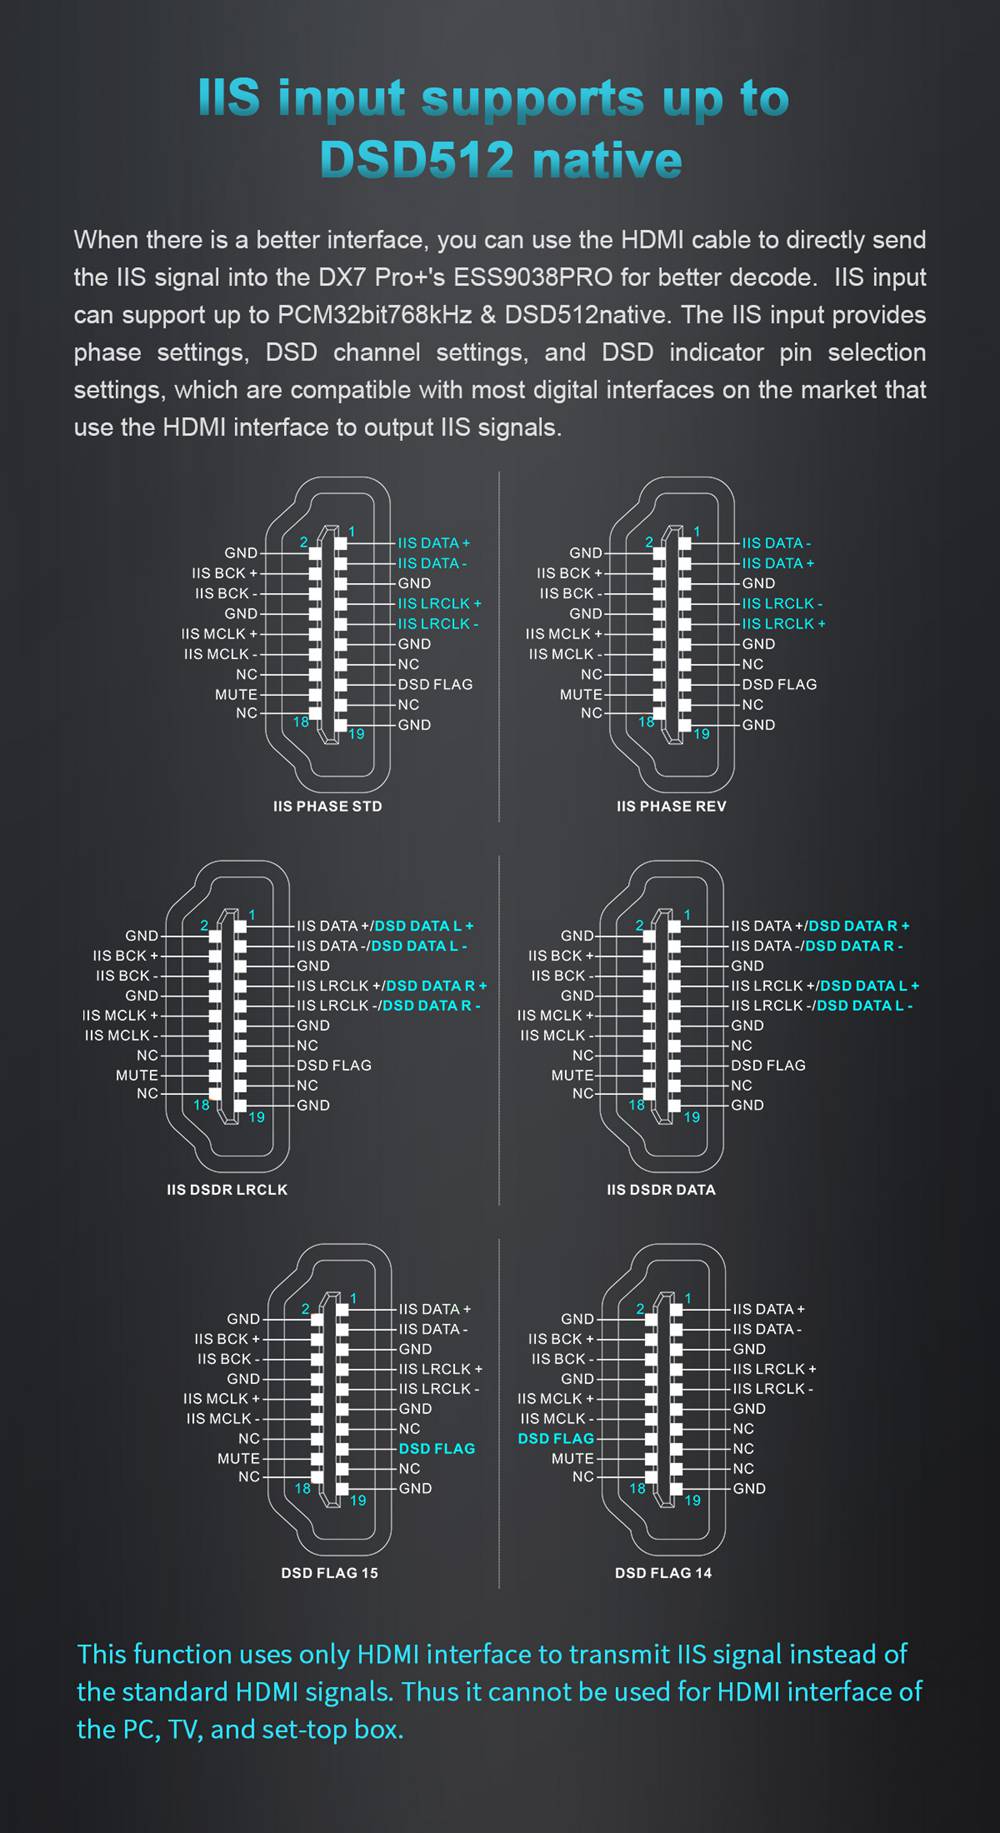 IIS input supports up to
DSD512 native
When there is a better interface, you can use the HDMI cable to directly send
the IIS signal into the DX7 Pro+'s ESS9038PRO for better decode. IIS input
can support up to PCM32bit768kHz & DSD512native. The IIS input provides
phase settings, DSD channel settings, and DSD indicator pin selection
settings, which are compatible with most digital interfaces on the market that
use the HDMI interface to output IIS signals.
2
GND
IIS BCK +
IIS BCK -
GND
IIS MCLK +
IIS MCLK -
NC
MUTE
NC
18
1
IIS DATA +
IIS DATA -
GND
IIS LRCLK +
IIS LRCLK -
GND
NC
DSD FLAG
NC
GND
19
IIS PHASE STD
2
GND
IIS BCK +
IIS BCK -
GND
IIS MCLK +
IIS MCLK -
NC
MUTE
NC
18
1
IIS DATA -
IIS DATA +
GND
IIS LRCLK -
IIS LRCLK +
GND
NC
DSD FLAG
NC
GND
19
IIS PHASE REV
2
GND
IIS BCK +
IIS BCK -
GND
IIS MCLK +
IIS MCLK -
NC
MUTE
NC
18
1
IIS DATA +/DSD DATA L +
IIS DATA -/DSD DATA L -
GND
IIS LRCLK +/DSD DATA R +
IIS LRCLK -/DSD DATA R -
GND
NC
DSD FLAG
NC
GND
19
IIS DSDR LRCLK
2
GND
IIS BCK +
IIS BCK -
GND
IIS MCLK +
IIS MCLK -
NC
MUTE
NC
18
1
IIS DATA +/DSD DATA R +
IIS DATA -/DSD DATA R -
GND
IIS LRCLK +/DSD DATA L +
IIS LRCLK -/DSD DATA L -
GND
NC
DSD FLAG
NC
GND
19
IIS DSDR DATA
2
GND
IIS BCK +
IIS BCK -
GND
IIS MCLK +
IIS MCLK -
NC
MUTE
NC
18
1
IIS DATA +
IIS DATA -
GND
IIS LRCLK +
IIS LRCLK -
GND
NC
DSD FLAG
NC
GND
19
DSD FLAG 15
2
GND
IIS BCK +
IIS BCK -
GND
IIS MCLK +
IIS MCLK -
DSD FLAG
MUTE
NC
18
1
IIS DATA +
IIS DATA -
GND
IIS LRCLK +
IIS LRCLK -
GND
NC
NC
NC
GND
19
DSD FLAG 14
This function uses only HDMI interface to transmit IIS signal instead of
the standard HDMI signals. Thus it cannot be used for HDMI interface of
the PC, TV, and set-top box.